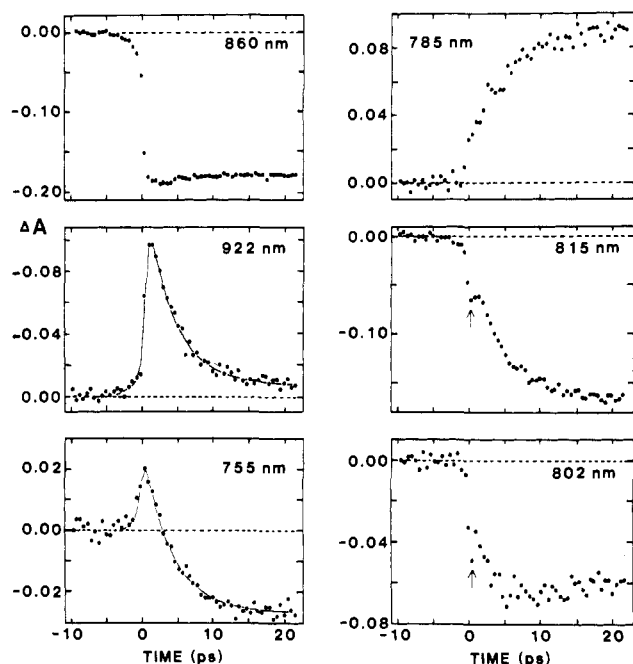 0.00
860 nm
-0.10
-0.20
ΔA
922 nm
-0.08
-0.04
0.00
755 nm
0.02
0.00
-0.02
-10 0 10 20
TIME (ps)
785 nm
0.08
0.04
0.00
815 nm
0.00
-0.10
802 nm
0.00
-0.04
-0.08
-10 0 10 20
TIME (ps)